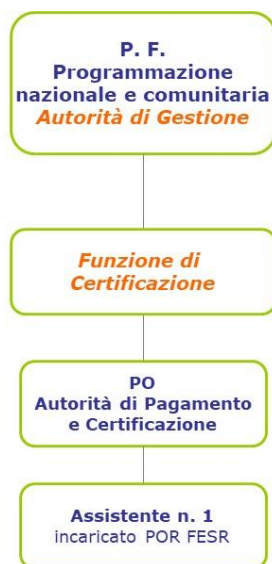 P. F.
Programmazione
nazionale e comunitaria
Autorità di Gestione
Funzione di
Certificazione
PO
Autorità di Pagamento
e Certificazione
Assistente n. 1
incaricato POR FESR